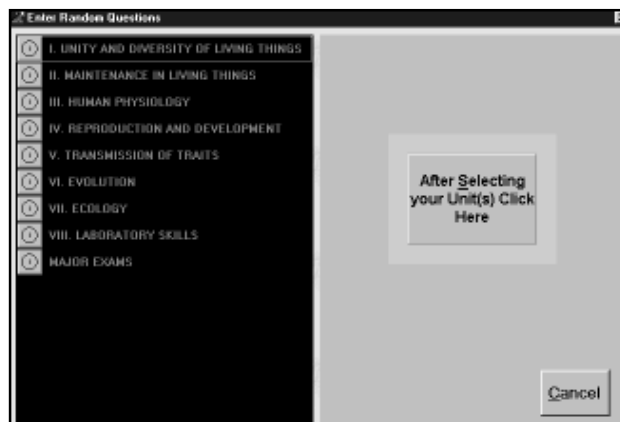 Enter Random Questions
I. UNITY AND DIVERSITY OF LIVING THINGS
II. MAINTENANCE IN LIVING THINGS
III. HUMAN PHYSIOLOGY
IV. REPRODUCTION AND DEVELOPMENT
V. TRANSMISSION OF TRAITS
VI. EVOLUTION
VII. ECOLOGY
VIII. LABORATORY SKILLS
MAJOR EXAMS
After Selecting
your Unit(s) Click
Here
Cancel